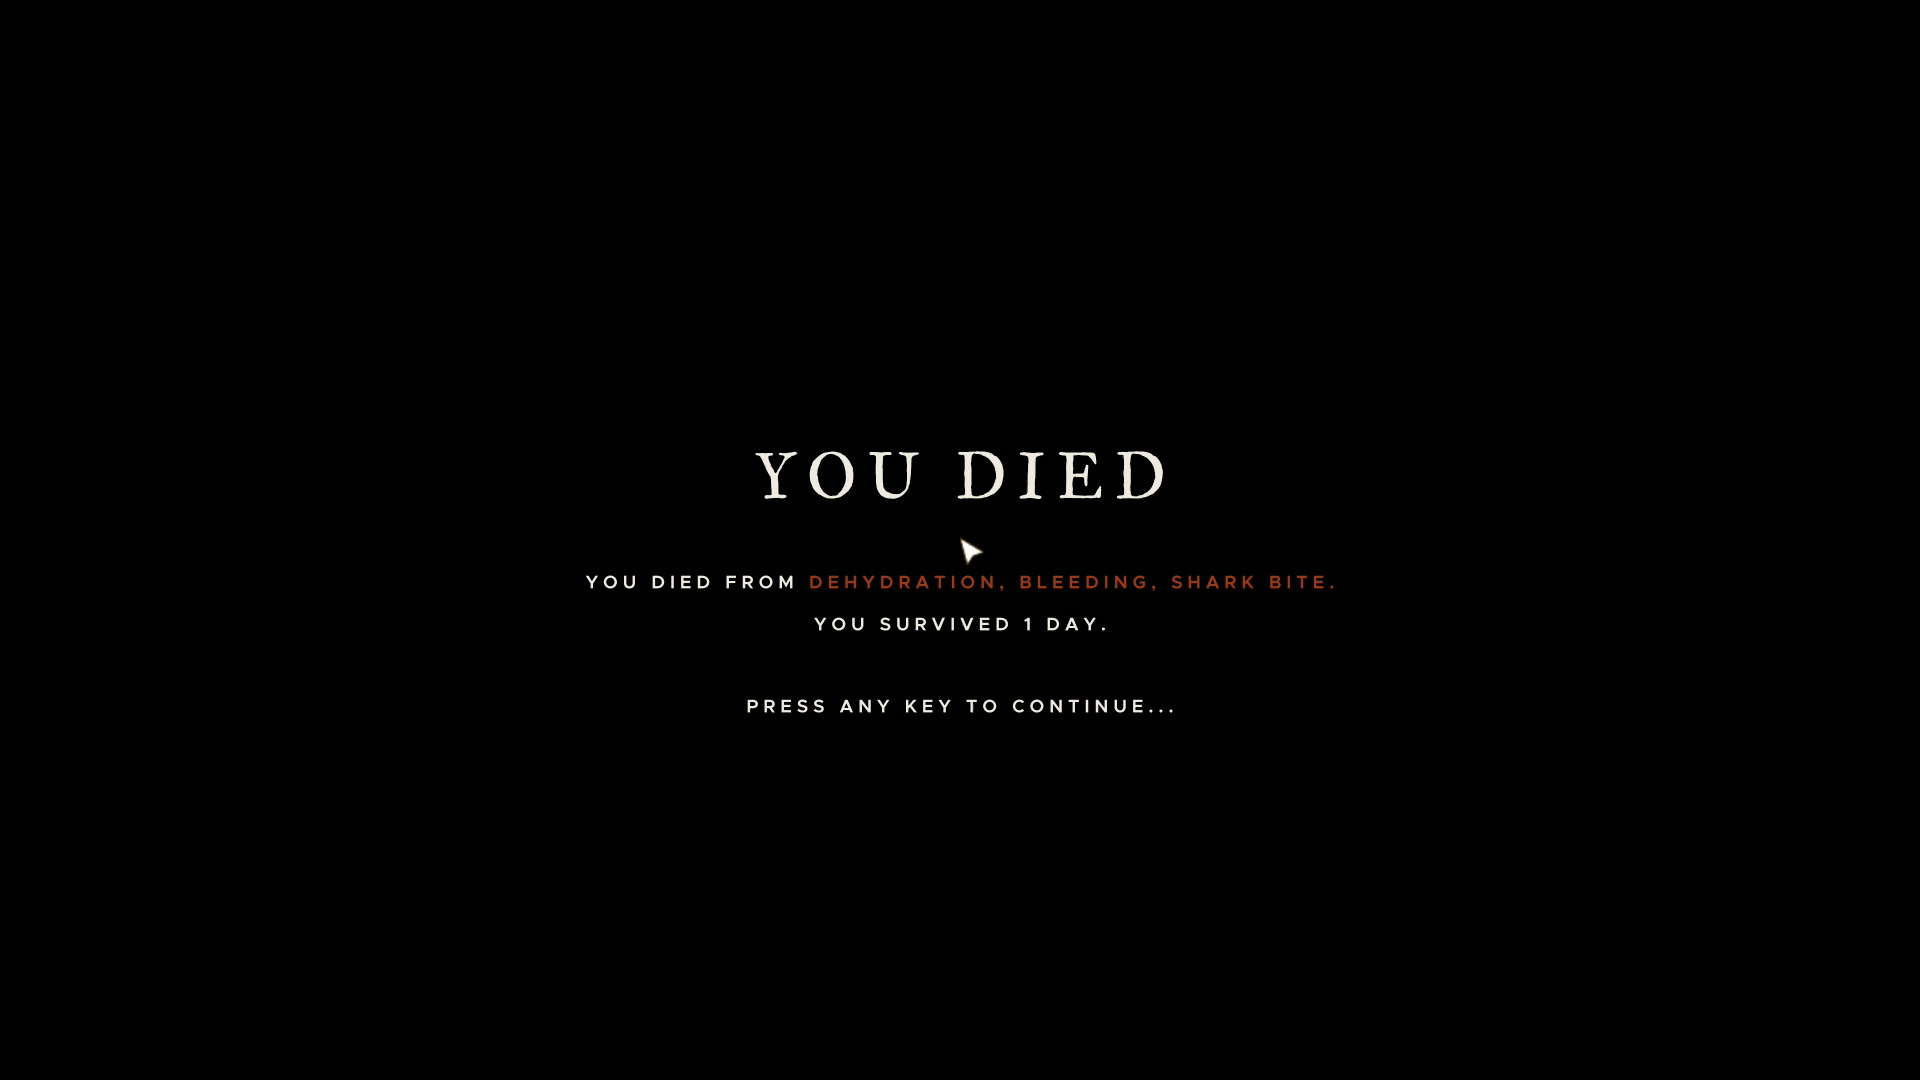 YOU DIED
YOU DIED FROM DEHYDRATION, BLEEDING, SHARK BITE.
YOU SURVIVED 1 DAY.
PRESS ANY KEY TO CONTINUE...